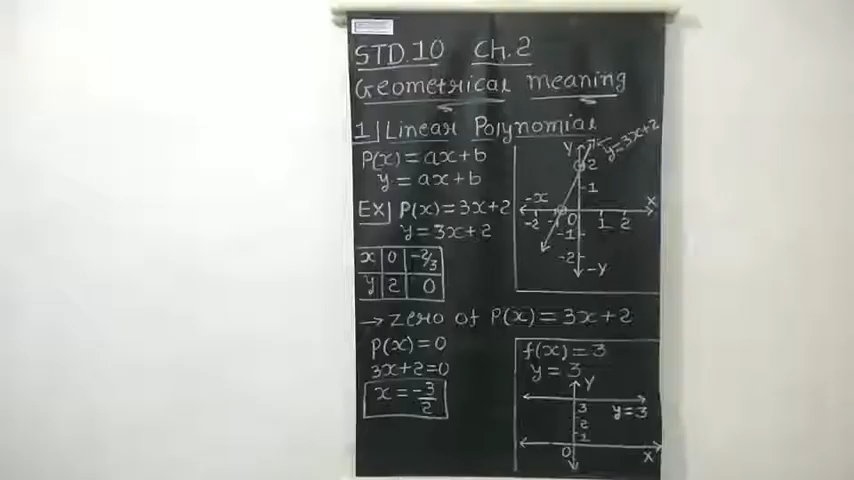 STD.10 Ch.2
Geometrical meaning
1 Linear Polynomial
P(x) = ax+b
y = ax+b
EX P(x) = 3x+2
y = 3x+2
x 0 -2/3
y 2 0
y=3x+2
Y
2
1
-x X
-2 -1 0 1 2
-1
-2
-Y
→ Zero of P(x) = 3x+2
P(x) = 0
3x+2=0
x = -3/2
f(x) = 3
y = 3
Y
3 y=3
2
1
0 X